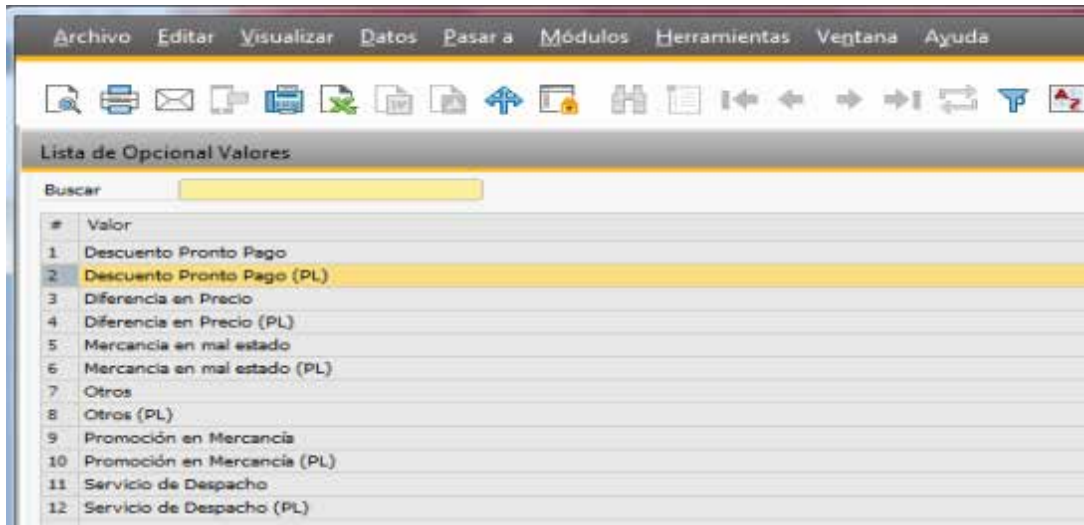 Archivo Editar Visualizar Datos Pasar a Módulos Herramientas Ventana Ayuda
Lista de Opcional Valores
Buscar
# Valor
1 Descuento Pronto Pago
2 Descuento Pronto Pago (PL)
3 Diferencia en Precio
4 Diferencia en Precio (PL)
5 Mercancia en mal estado
6 Mercancia en mal estado (PL)
7 Otros
8 Otros (PL)
9 Promoción en Mercancía
10 Promoción en Mercancía (PL)
11 Servicio de Despacho
12 Servicio de Despacho (PL)